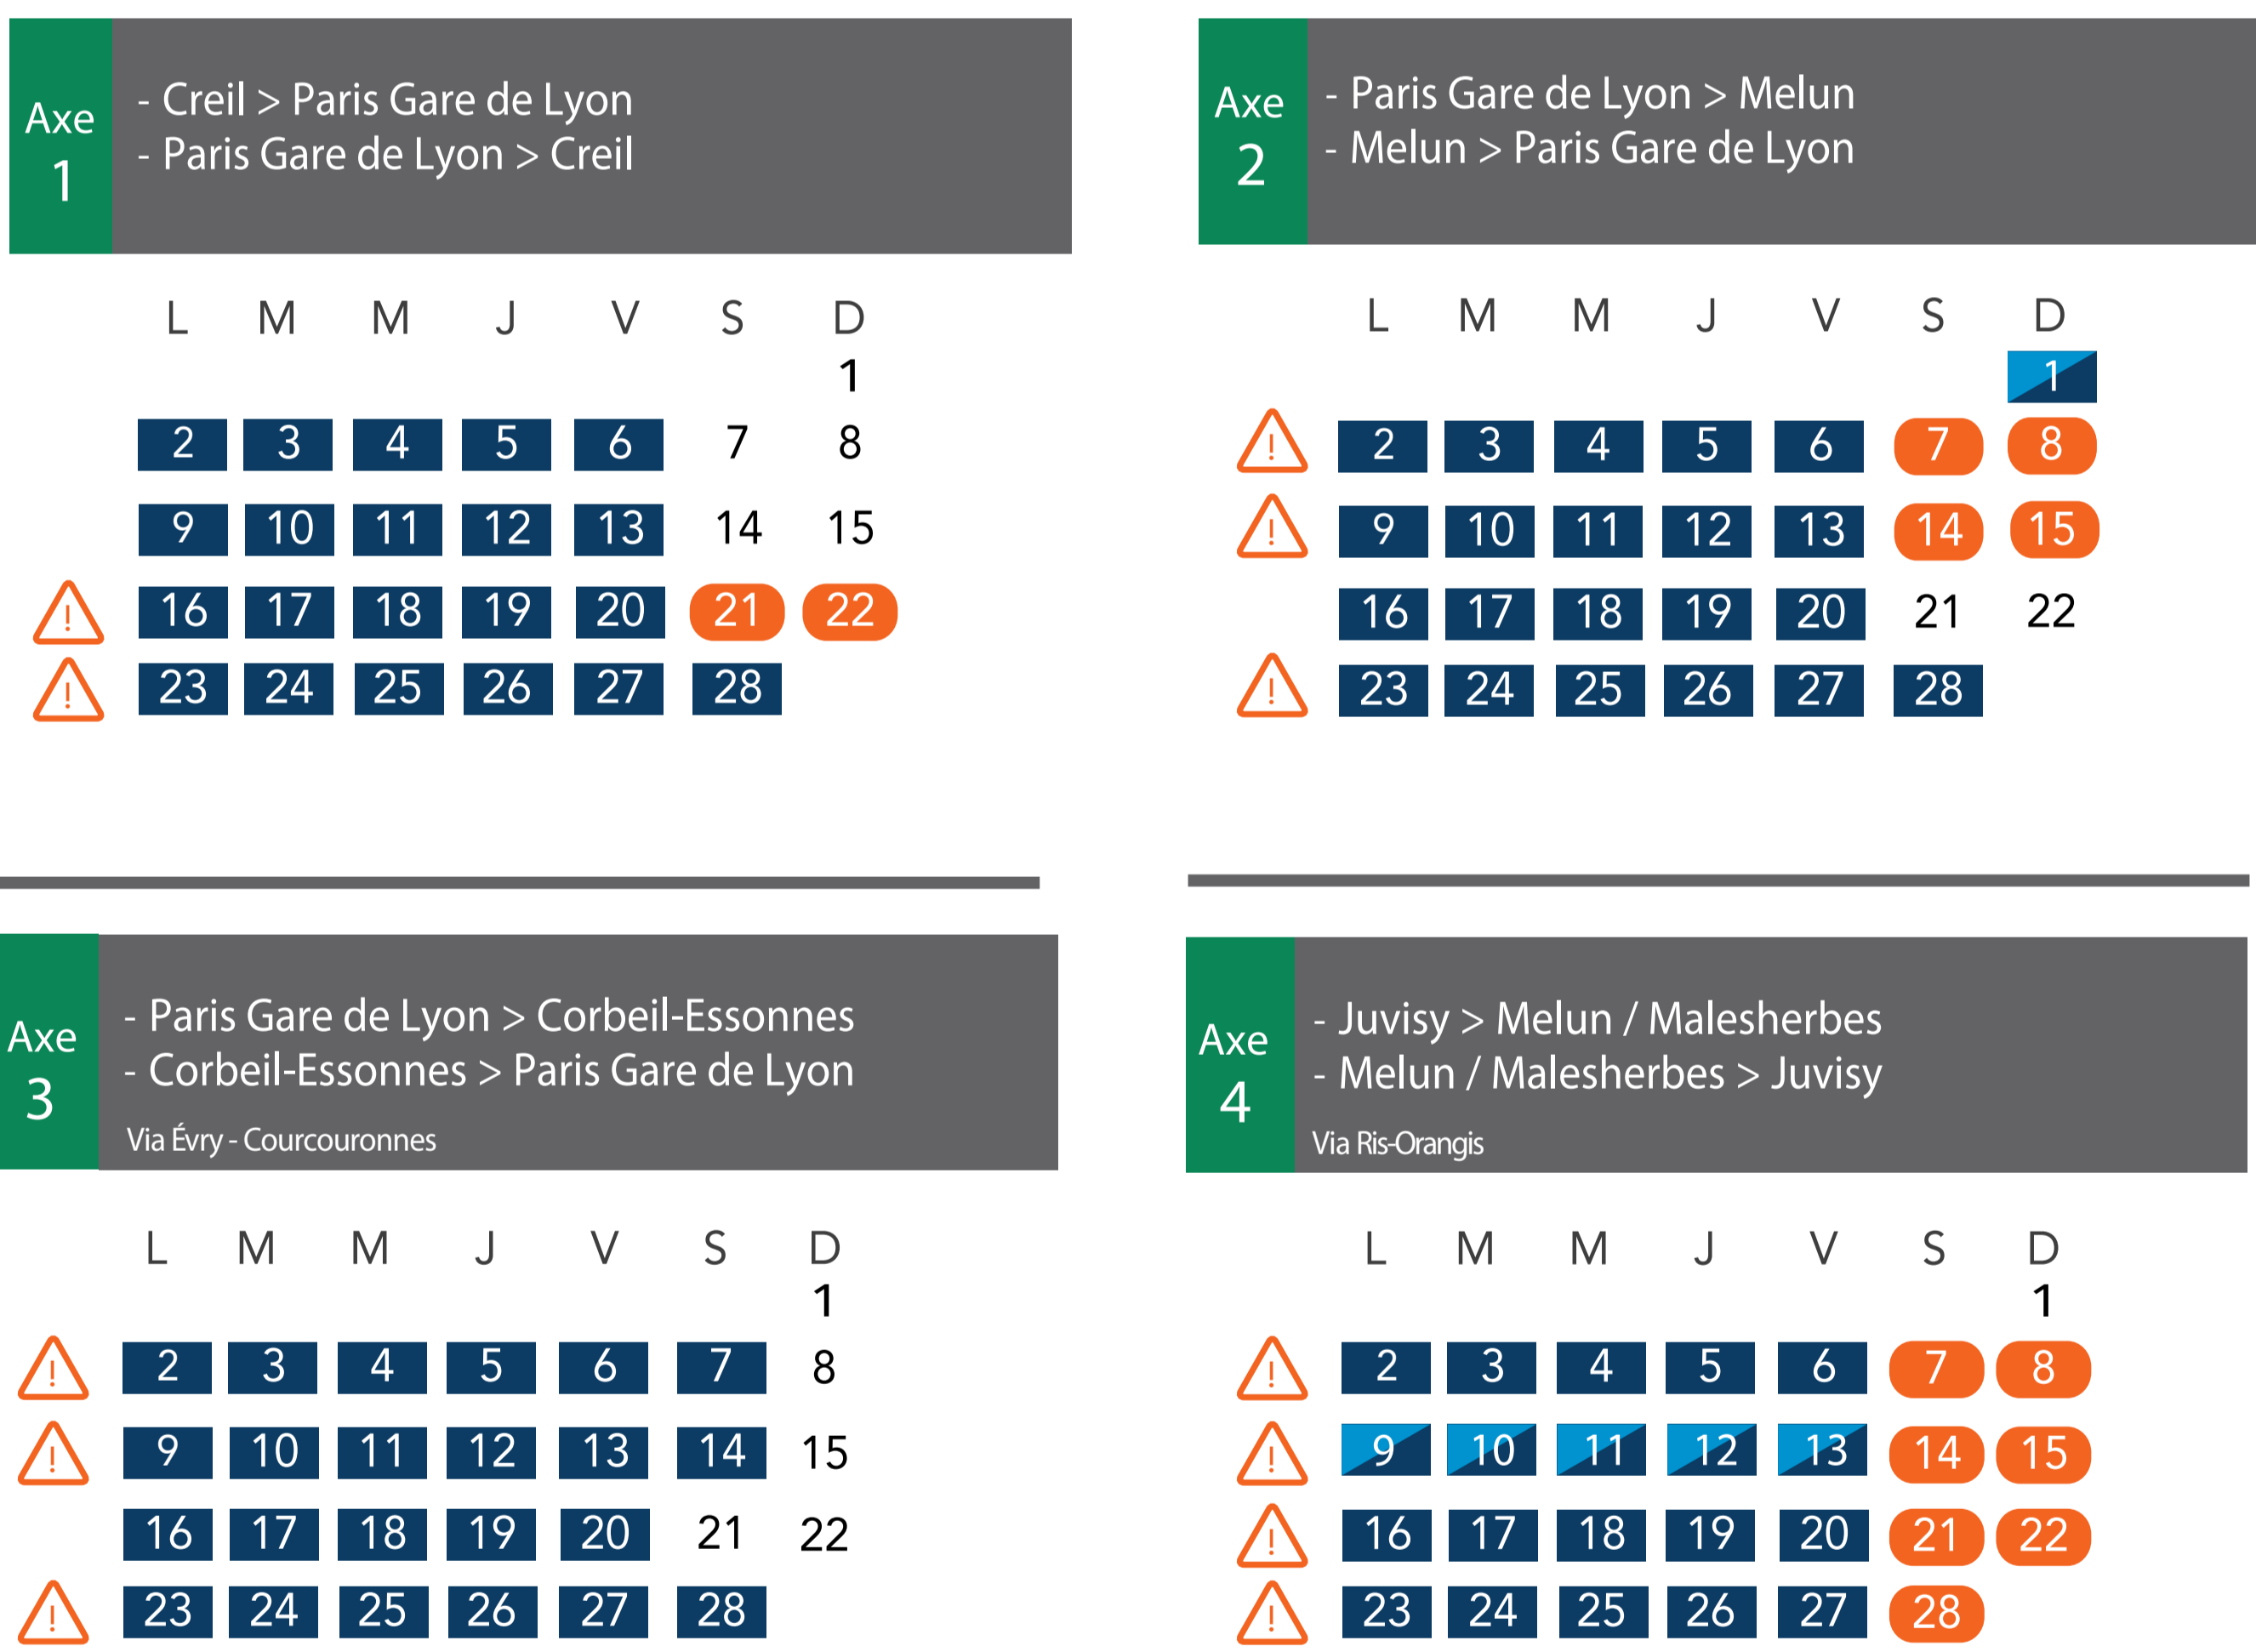 Axe
1
- Creil > Paris Gare de Lyon
- Paris Gare de Lyon > Creil
L M M J V S D
1
2 3 4 5 6 7 8
9 10 11 12 13 14 15
! 16 17 18 19 20 21 22
! 23 24 25 26 27 28
Axe
2
- Paris Gare de Lyon > Melun
- Melun > Paris Gare de Lyon
L M M J V S D
1
! 2 3 4 5 6 7 8
! 9 10 11 12 13 14 15
16 17 18 19 20 21 22
! 23 24 25 26 27 28
Axe
3
- Paris Gare de Lyon > Corbeil-Essonnes
- Corbeil-Essonnes > Paris Gare de Lyon
Via Évry - Courcouronnes
L M M J V S D
1
! 2 3 4 5 6 7 8
! 9 10 11 12 13 14 15
16 17 18 19 20 21 22
! 23 24 25 26 27 28
Axe
4
- Juvisy > Melun / Malesherbes
- Melun / Malesherbes > Juvisy
Via Ris-Orangis
L M M J V S D
1
! 2 3 4 5 6 7 8
! 9 10 11 12 13 14 15
! 16 17 18 19 20 21 22
! 23 24 25 26 27 28